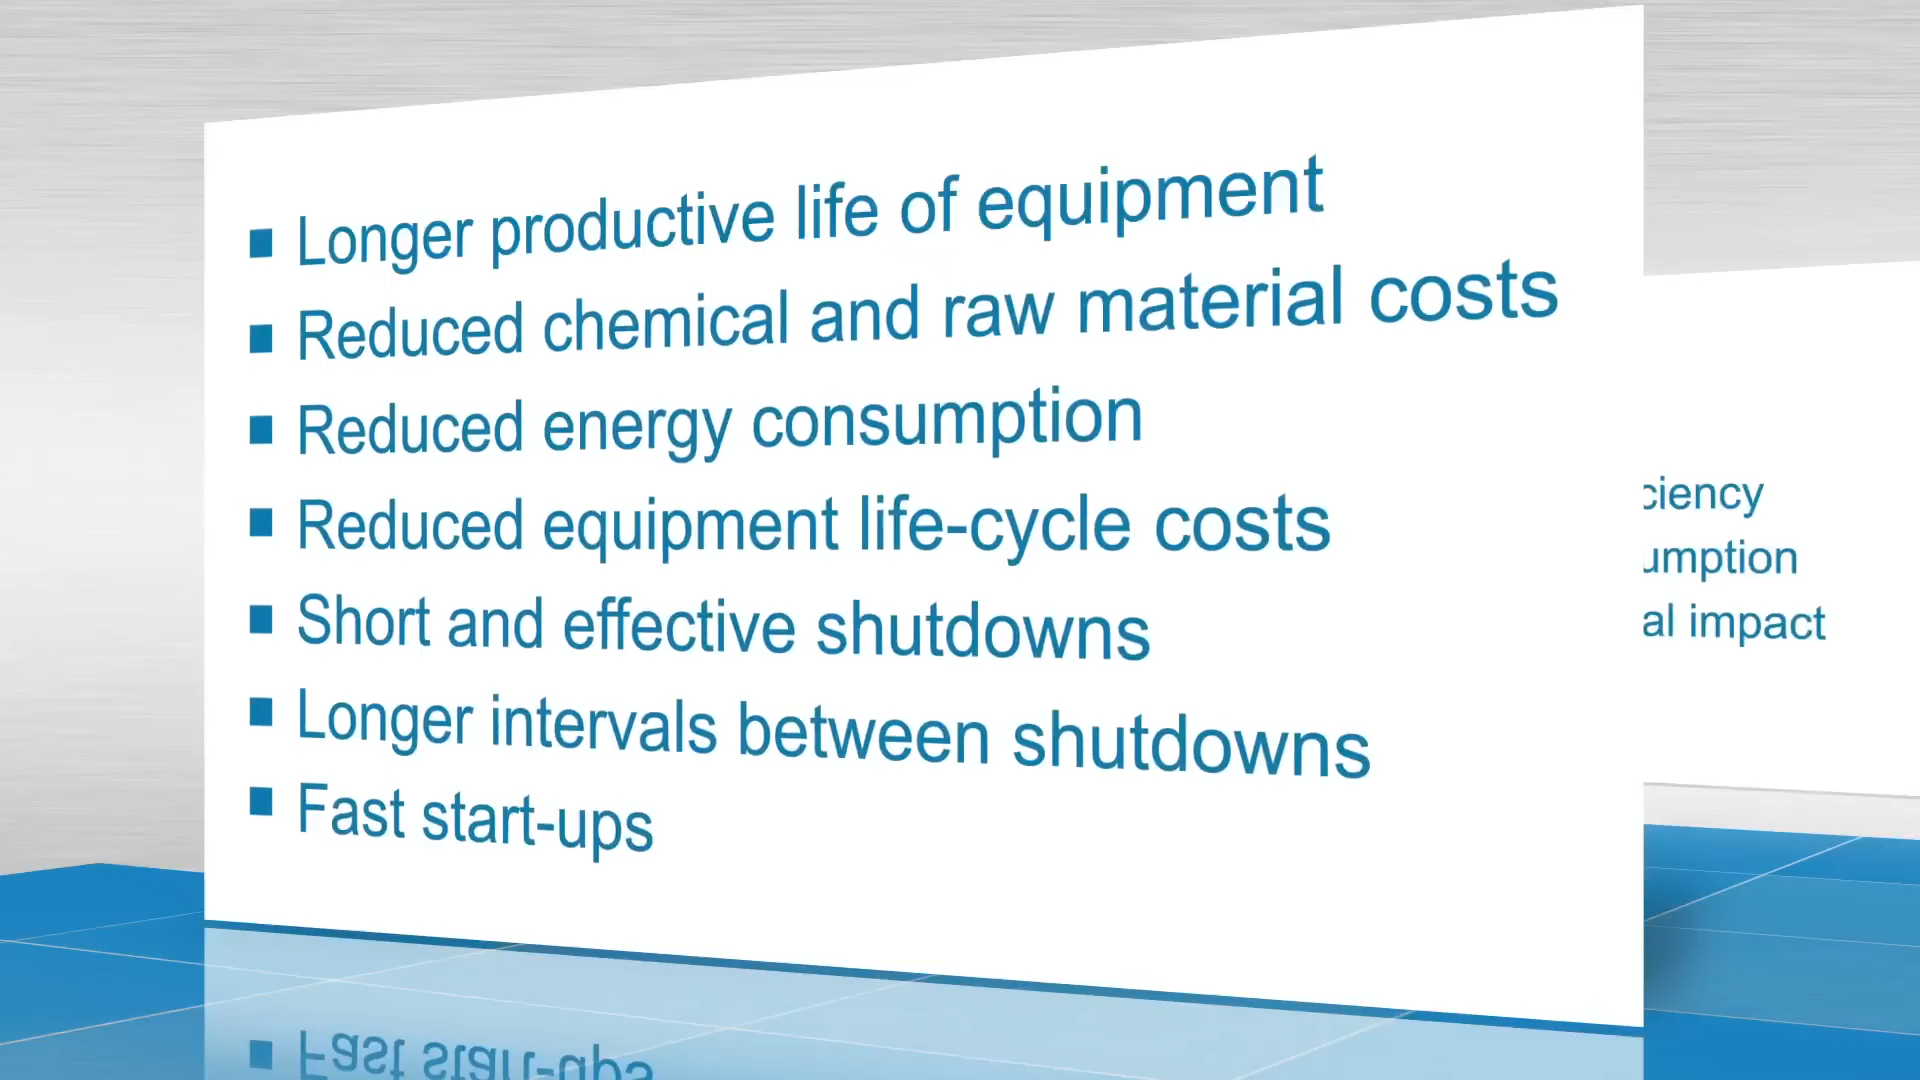 Longer productive life of equipment
Reduced chemical and raw material costs
Reduced energy consumption
Reduced equipment life-cycle costs
Short and effective shutdowns
Longer intervals between shutdowns
Fast start-ups
impact